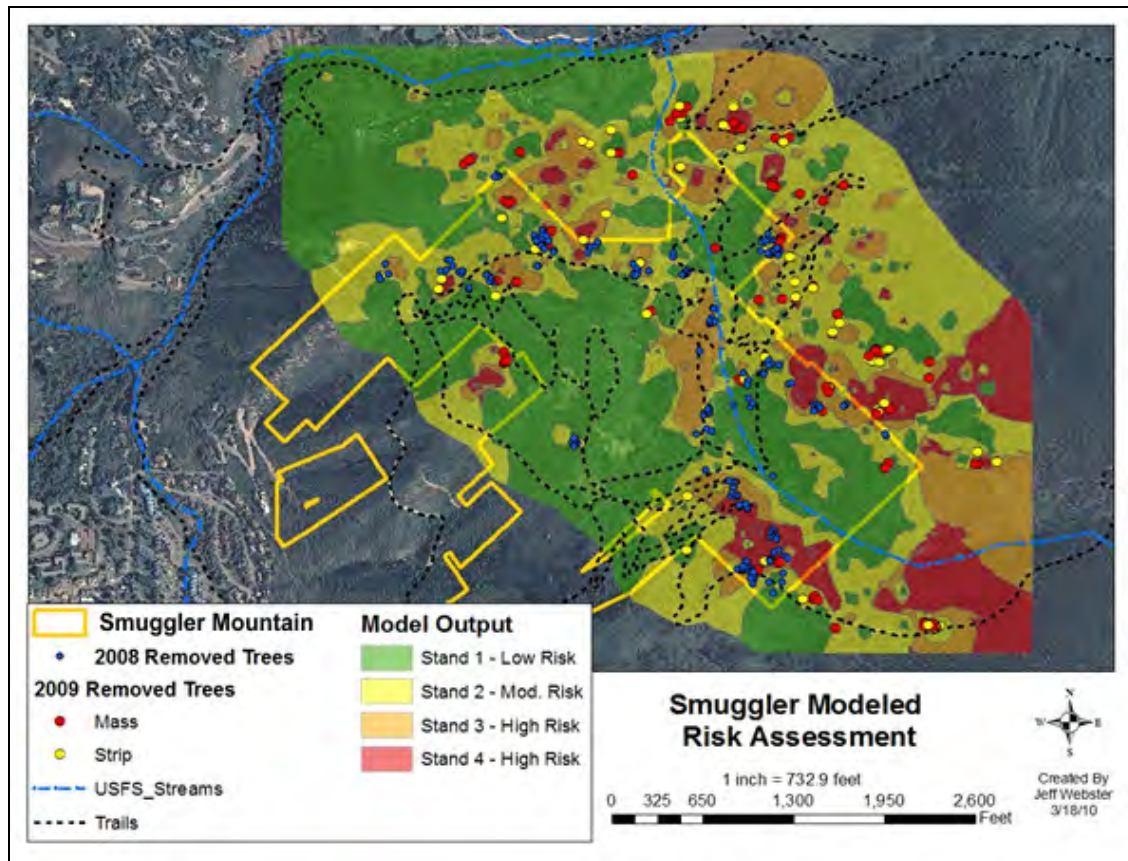 Smuggler Mountain
2008 Removed Trees
2009 Removed Trees
Mass
Strip
USFS_Streams
Trails
Model Output
Stand 1 - Low Risk
Stand 2 - Mod. Risk
Stand 3 - High Risk
Stand 4 - High Risk
Smuggler Modeled
Risk Assessment
1 inch = 732.9 feet
0 325 650 1,300 1,950 2,600
Feet
N
W E
S
Created By
Jeff Webster
3/18/10